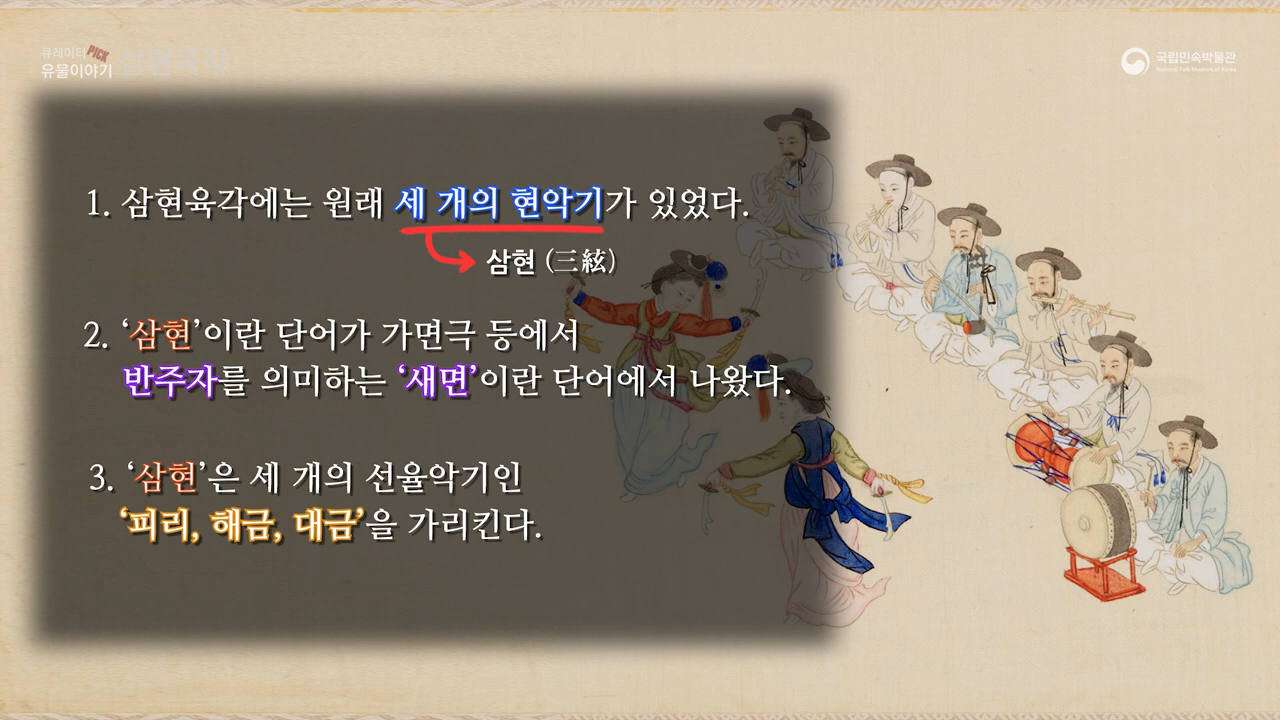 큐레이터 PICK
유물이야기 삼현육각
국립민속박물관
National Folk Museum of Korea
1. 삼현육각에는 원래 세 개의 현악기가 있었다.
삼현 (三絃)
2. ‘삼현’이란 단어가 가면극 등에서
반주자를 의미하는 ‘새면’이란 단어에서 나왔다.
3. ‘삼현’은 세 개의 선율악기인
‘피리, 해금, 대금’을 가리킨다.